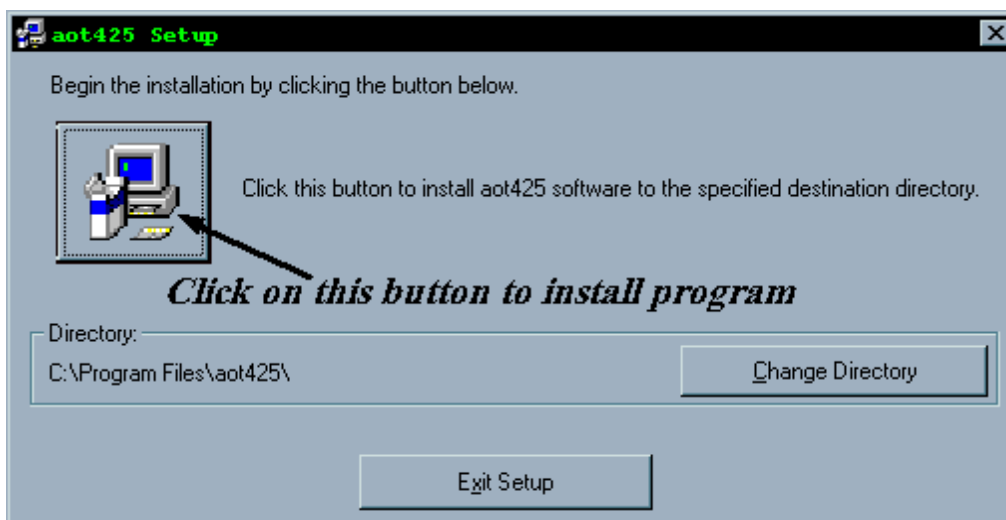 aot425 Setup
Begin the installation by clicking the button below.
Click this button to install aot425 software to the specified destination directory.
Click on this button to install program
Directory:
C:\Program Files\aot425\
Change Directory
Exit Setup